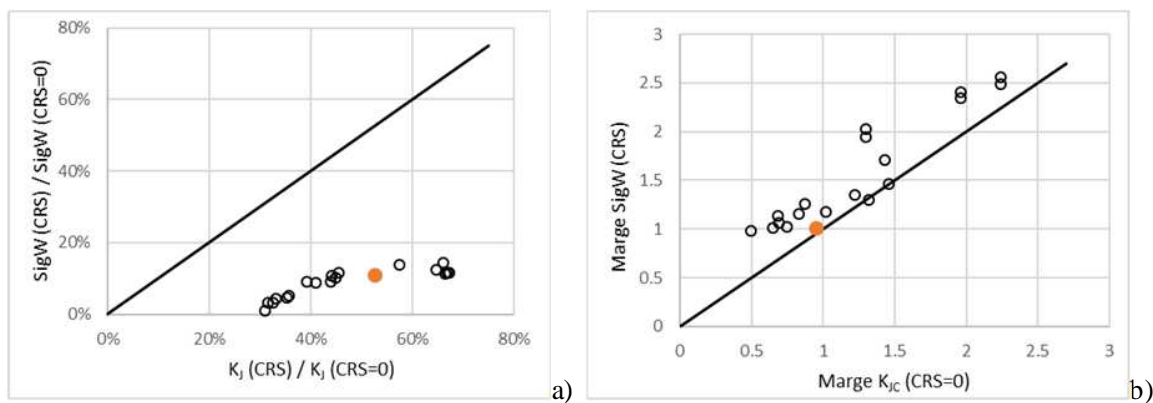 80%
60%
40%
20%
0%
0% 20% 40% 60% 80%
SigW (CRS) / SigW (CRS=0)
KJ (CRS) / KJ (CRS=0)
a)
3
2.5
2
1.5
1
0.5
0
0 0.5 1 1.5 2 2.5 3
Marge SigW (CRS)
Marge KJC (CRS=0)
b)